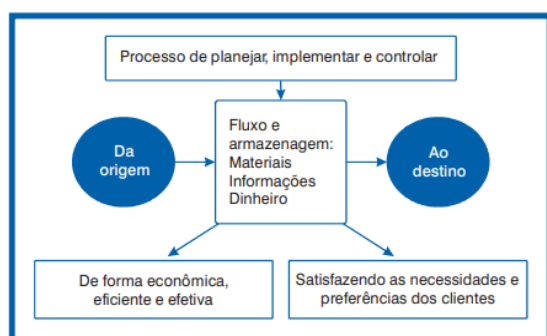 Processo de planejar, implementar e controlar
Da
origem
Fluxo e
armazenagem:
Materiais
Informações
Dinheiro
Ao
destino
De forma econômica,
eficiente e efetiva
Satisfazendo as necessidades e
preferências dos clientes